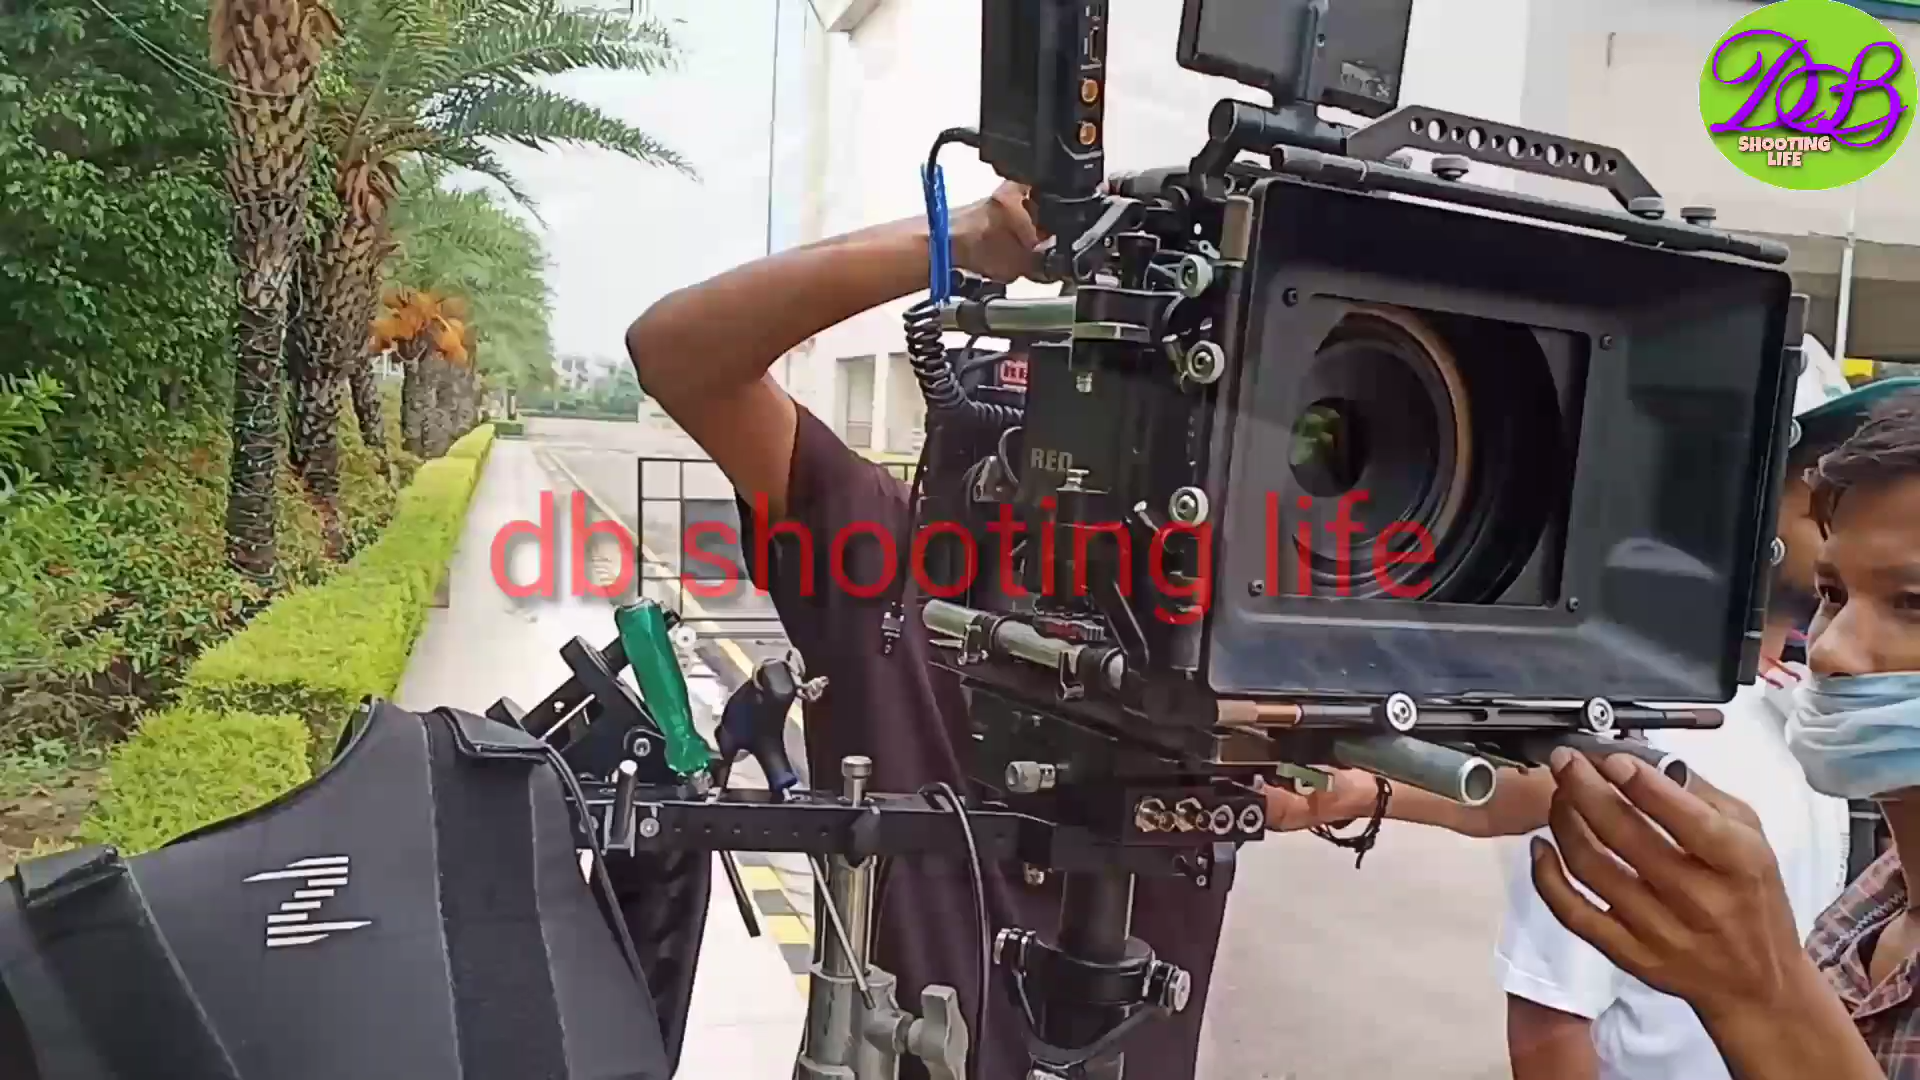 DB
SHOOTING
LIFE
RED
db shooting life